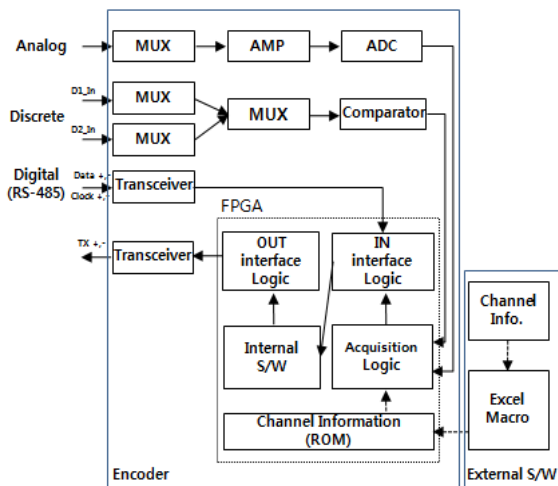 Analog
MUX
AMP
ADC
D1_In
MUX
Discrete
MUX
Comparator
D2_In
MUX
Digital
(RS-485)
Data +,-
Clock +,-
Transceiver
FPGA
TX +,-
Transceiver
OUT
interface
Logic
IN
interface
Logic
Channel
Info.
Internal
S/W
Acquisition
Logic
Excel
Macro
Channel Information
(ROM)
Encoder
External S/W